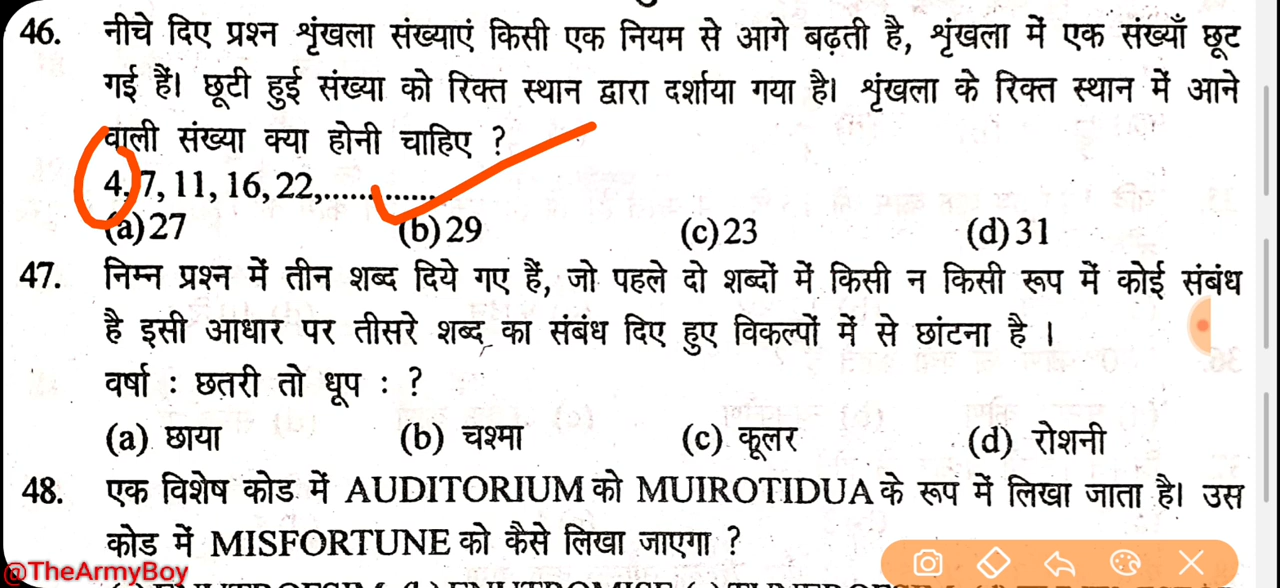 46. नीचे दिए प्रश्न श्रृंखला संख्याएं किसी एक नियम से आगे बढ़ती है, श्रृंखला में एक संख्याँ छूट
गई हैं। छूटी हुई संख्या को रिक्त स्थान द्वारा दर्शाया गया है। श्रृंखला के रिक्त स्थान में आने
वाली संख्या क्या होनी चाहिए ?
4, 7, 11, 16, 22,..............
(a) 27 (b) 29 (c) 23 (d) 31
47. निम्न प्रश्न में तीन शब्द दिये गए हैं, जो पहले दो शब्दों में किसी न किसी रूप में कोई संबंध
है इसी आधार पर तीसरे शब्द का संबंध दिए हुए विकल्पों में से छांटना है ।
वर्षा : छतरी तो धूप : ?
(a) छाया (b) चश्मा (c) कूलर (d) रोशनी
48. एक विशेष कोड में AUDITORIUM को MUIROTIDUA के रूप में लिखा जाता है। उस
कोड में MISFORTUNE को कैसे लिखा जाएगा ?
@TheArmyBoy